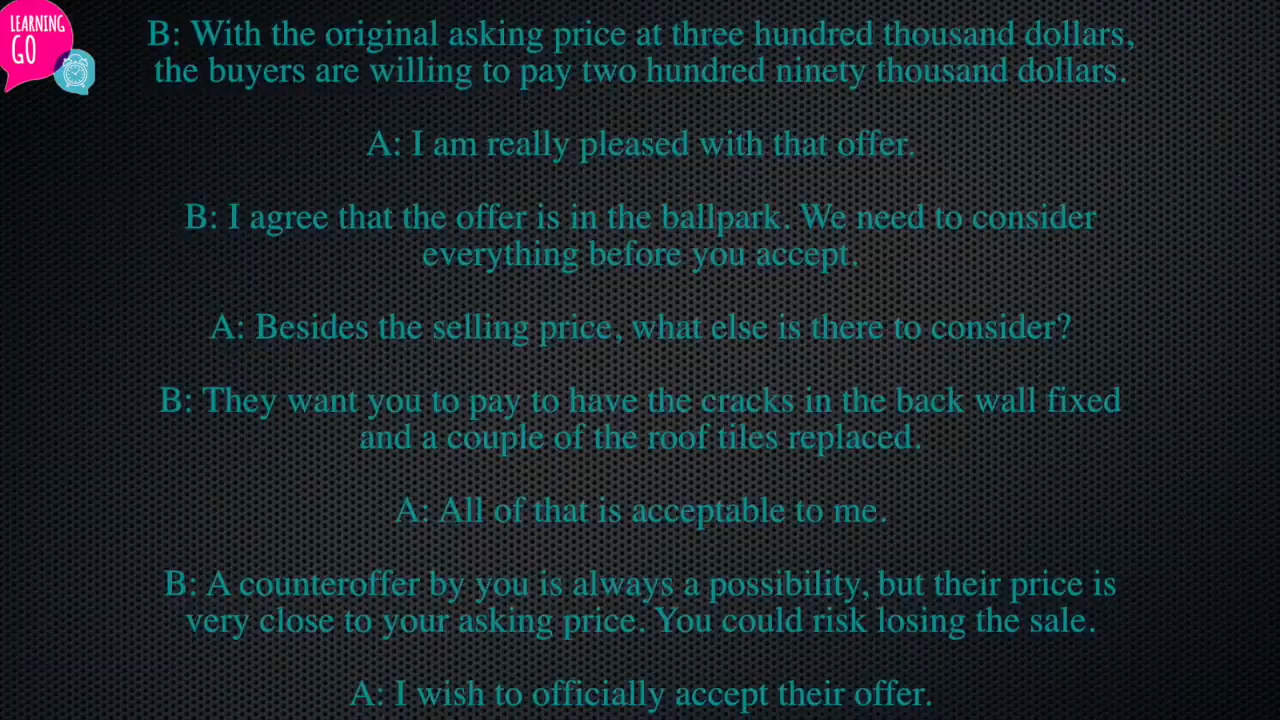 LEARNING
GO
B: With the original asking price at three hundred thousand dollars,
the buyers are willing to pay two hundred ninety thousand dollars.
A: I am really pleased with that offer.
B: I agree that the offer is in the ballpark. We need to consider
everything before you accept.
A: Besides the selling price, what else is there to consider?
B: They want you to pay to have the cracks in the back wall fixed
and a couple of the roof tiles replaced.
A: All of that is acceptable to me.
B: A counteroffer by you is always a possibility, but their price is
very close to your asking price. You could risk losing the sale.
A: I wish to officially accept their offer.